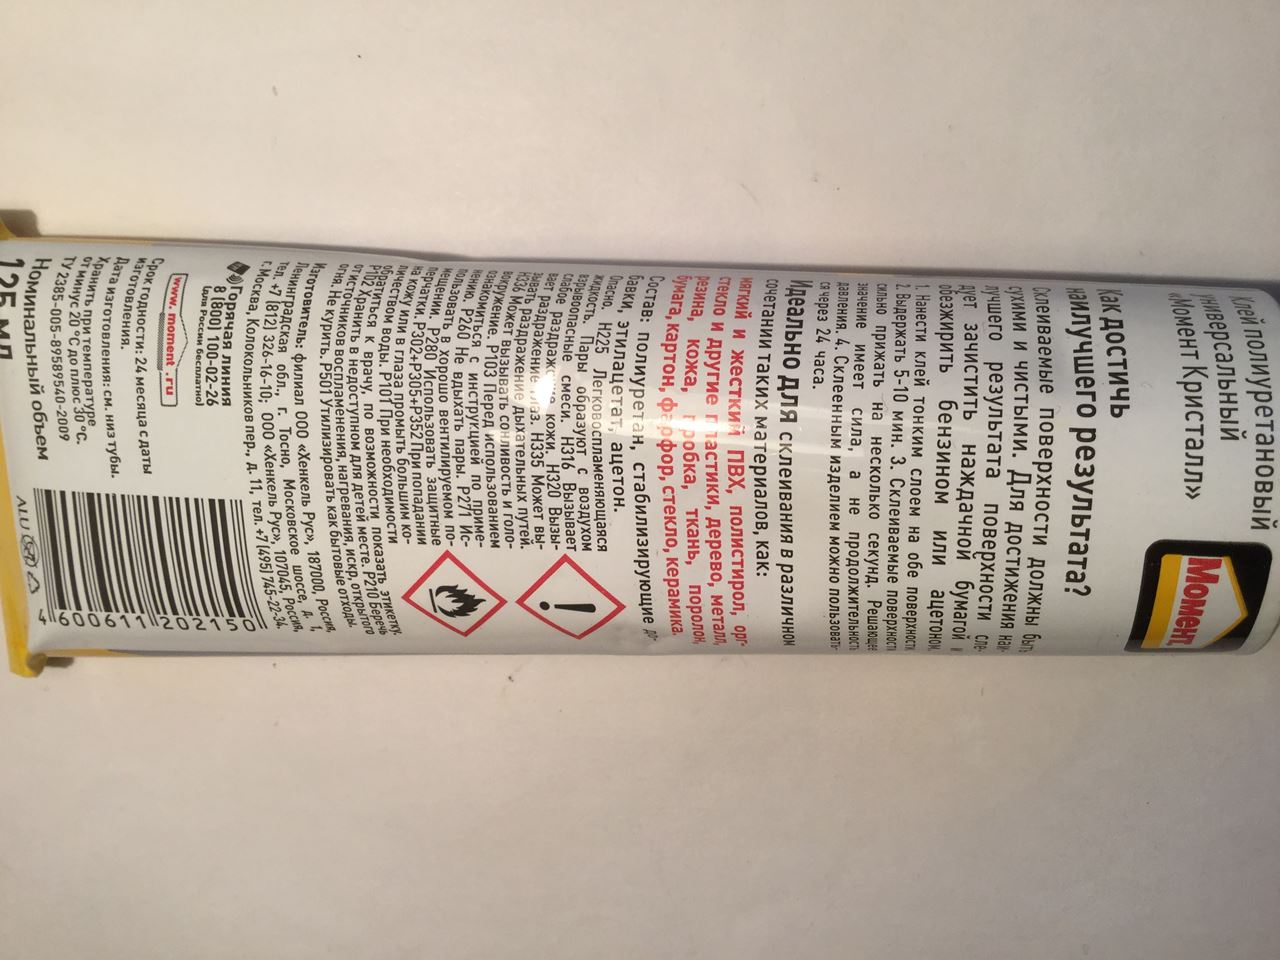 Клей полиуретановый
универсальный
«Момент Кристалл»
Момент
Как достичь
наилучшего результата?
Склеиваемые поверхности должны быть
сухими и чистыми. Для достижения наи-
лучшего результата поверхности сле-
дует зачистить наждачной бумагой и
обезжирить бензином или ацетоном.
1. Нанести клей тонким слоем на обе поверхности.
2. Выдержать 5-10 мин. 3. Склеиваемые поверхности
сильно прижать на несколько секунд. Решающее
значение имеет сила, а не продолжительность
давления. 4. Склеенным изделием можно пользовать-
ся через 24 часа.
Идеально для склеивания в различном
сочетании таких материалов, как:
мягкий и жесткий ПВХ, полистирол, орг-
стекло и другие пластики, дерево, металл,
резина, кожа, пробка, ткань, поролон,
бумага, картон, фарфор, стекло, керамика.
Состав: полиуретан, стабилизирующие до-
бавки, этилацетат, ацетон.
Опасно H225 Легковоспламеняющаяся
жидкость. Пары образуют с воздухом
взрывоопасные смеси. H316 Вызывает
слабое раздражение кожи. H320 Вызы-
вает раздражение глаз. H335 Может вы-
зывать раздражение дыхательных путей.
H336 Может вызывать сонливость и голо-
вокружение. P103 Перед использованием
ознакомиться с инструкцией по приме-
нению. P260 Не вдыхать пары. P271 Ис-
пользовать в хорошо вентилируемом по-
мещении. P280 Использовать защитные
перчатки. P302+P305+P352 При попадании
на кожу или в глаза промыть большим ко-
личеством воды. P101 При необходимости
обратиться к врачу, по возможности показать этикетку.
P102 Хранить в недоступном для детей месте. P210 Беречь
от источников воспламенения, нагревания, искр, открытого
огня. Не курить. P501 Утилизировать как бытовые отходы.
Изготовитель: филиал ООО «Хенкель Рус», 187000, Россия,
Ленинградская обл., г. Тосно, Московское шоссе, д. 1,
тел. +7 (812) 326-16-10; ООО «Хенкель Рус», 107045, Россия,
г. Москва, Колокольников пер., д. 11, тел. +7 (495) 745-22-34.
Горячая линия
8 (800) 100-02-26
(для России бесплатно)
www.moment.ru
Срок годности: 24 месяца с даты
изготовления.
Дата изготовления: см. низ тубы.
Хранить при температуре
от минус 20 °С до плюс 30 °С.
ТУ 2385-005-89589540-2009
Номинальный объем
125 мл
ALU
4 600611 202150